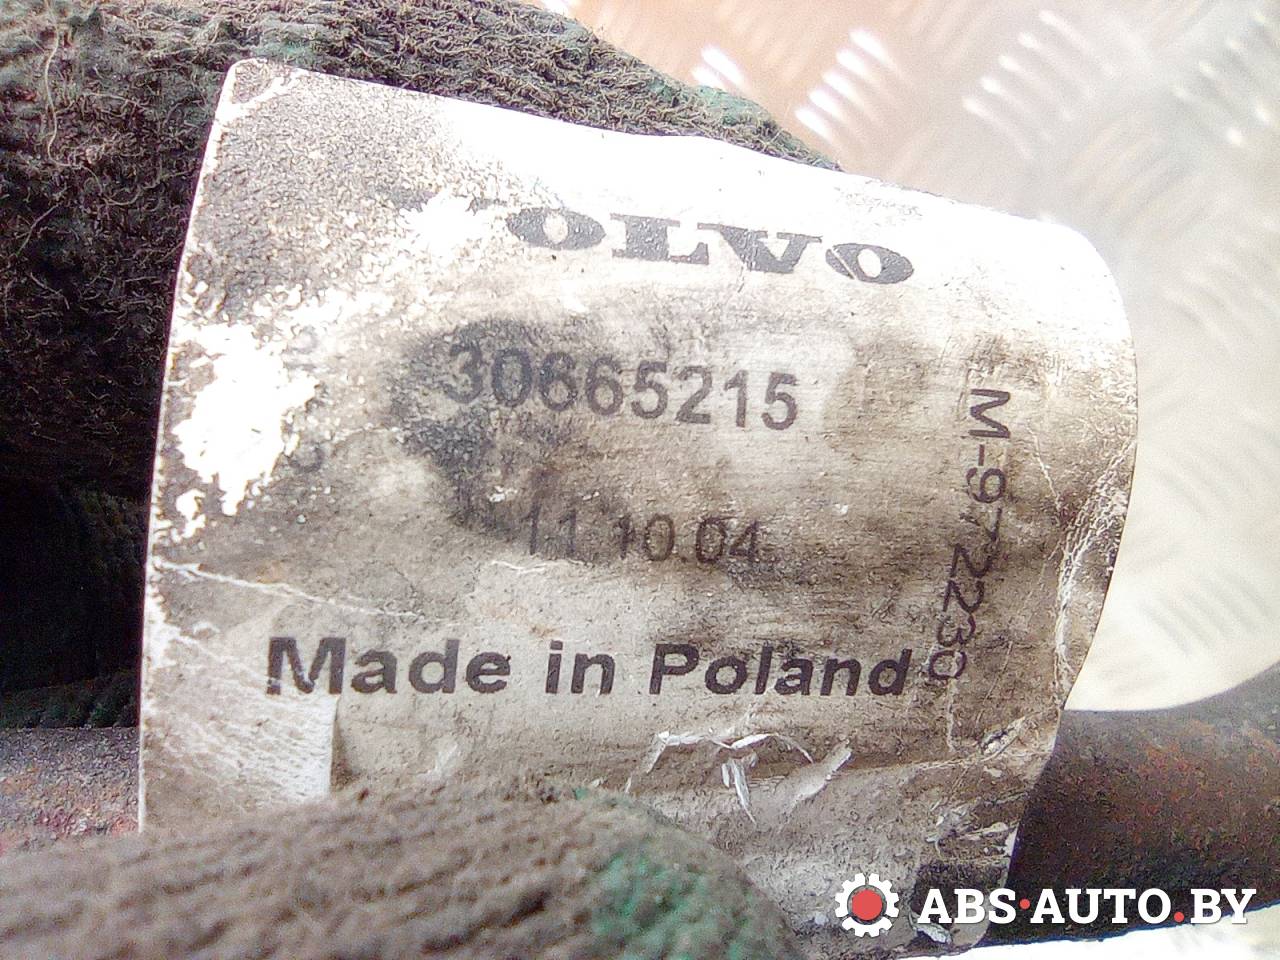 VOLVO
30665215
11.10.04
Made in Poland
M-972230
ABS·AUTO.BY